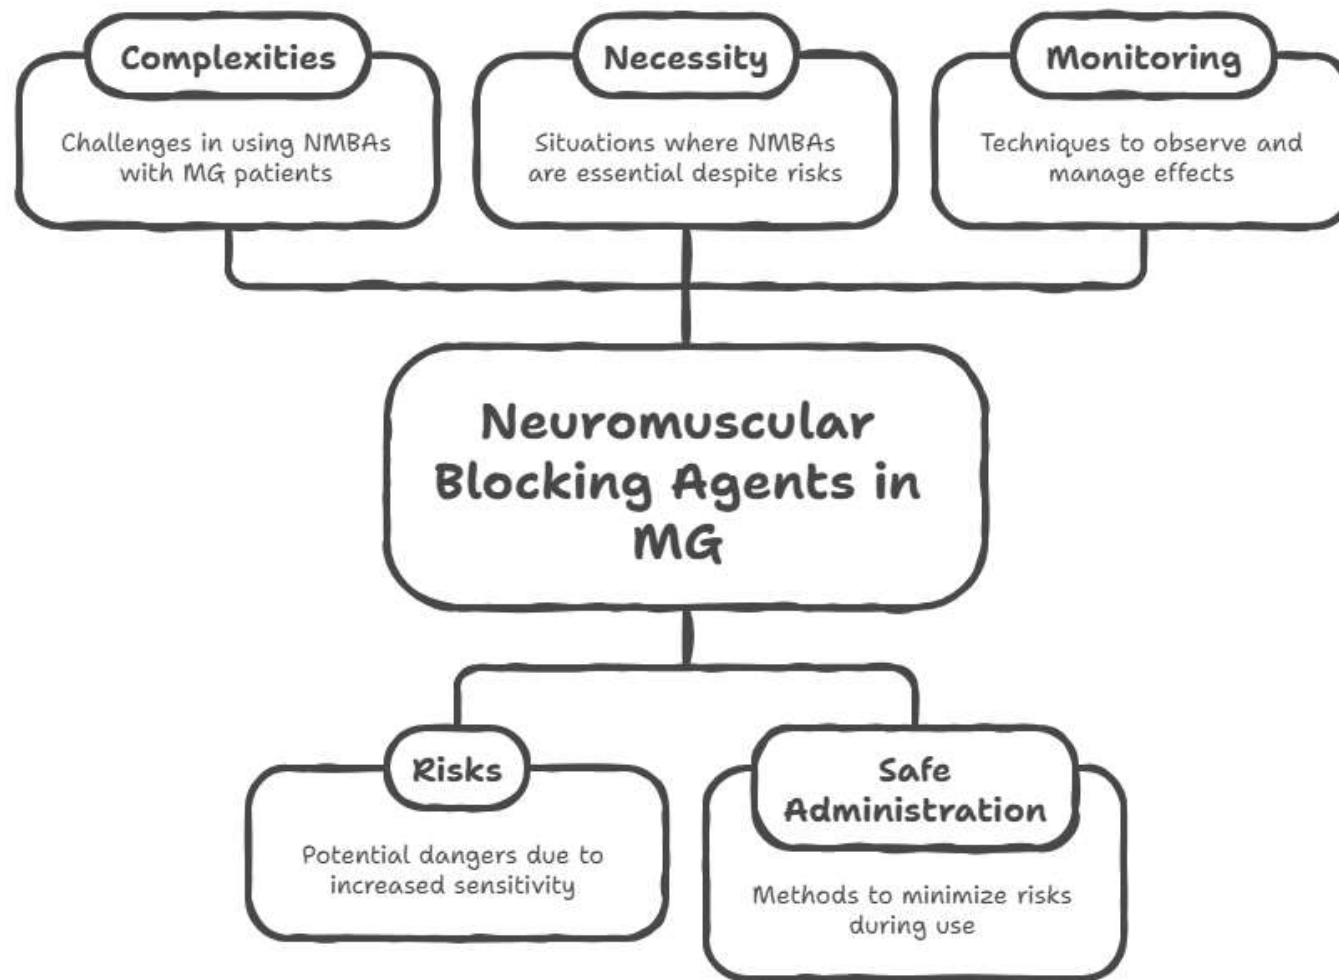 Complexities
Challenges in using NMBAs
with MG patients
Necessity
Situations where NMBAs
are essential despite risks
Monitoring
Techniques to observe and
manage effects
Neuromuscular
Blocking Agents in
MG
Risks
Potential dangers due to
increased sensitivity
Safe
Administration
Methods to minimize risks
during use